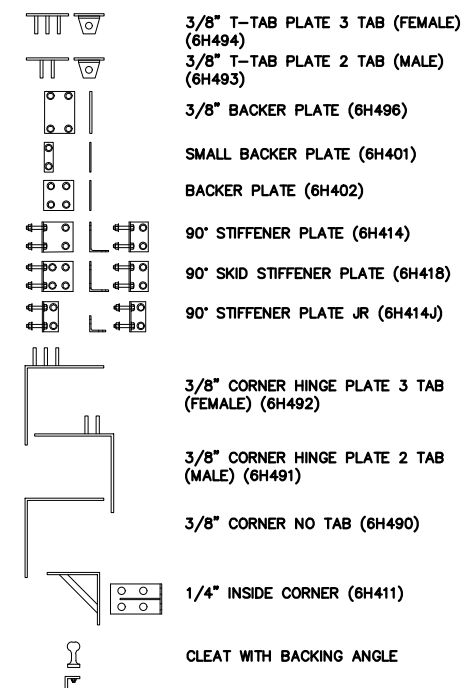 3/8" T-TAB PLATE 3 TAB (FEMALE)
(6H494)
3/8" T-TAB PLATE 2 TAB (MALE)
(6H493)
3/8" BACKER PLATE (6H496)
SMALL BACKER PLATE (6H401)
BACKER PLATE (6H402)
90° STIFFENER PLATE (6H414)
90° SKID STIFFENER PLATE (6H418)
90° STIFFENER PLATE JR (6H414J)
3/8" CORNER HINGE PLATE 3 TAB
(FEMALE) (6H492)
3/8" CORNER HINGE PLATE 2 TAB
(MALE) (6H491)
3/8" CORNER NO TAB (6H490)
1/4" INSIDE CORNER (6H411)
CLEAT WITH BACKING ANGLE